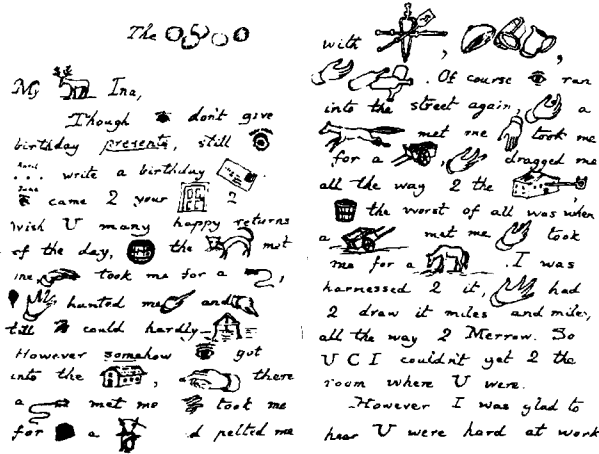 The
My Ina,
Though don't give
birthday presents, still
... write a birthday
came 2 your 2
wish U many happy returns
of the day, the met
me, took me for a ,
hunted me and
till could hardly
However somehow got
into the , there
a met me took me
for a d pelted me
with , ,
. Of course ran
into the street again, a
met me took me
for a , dragged me
all the way 2 the ,
the worst of all was when
a met me took
me for a . I was
harnessed 2 it, had
2 draw it miles and miles,
all the way 2 Merrow. So
U C I couldn't get 2 the
room where U were.
However I was glad to
hear U were hard at work